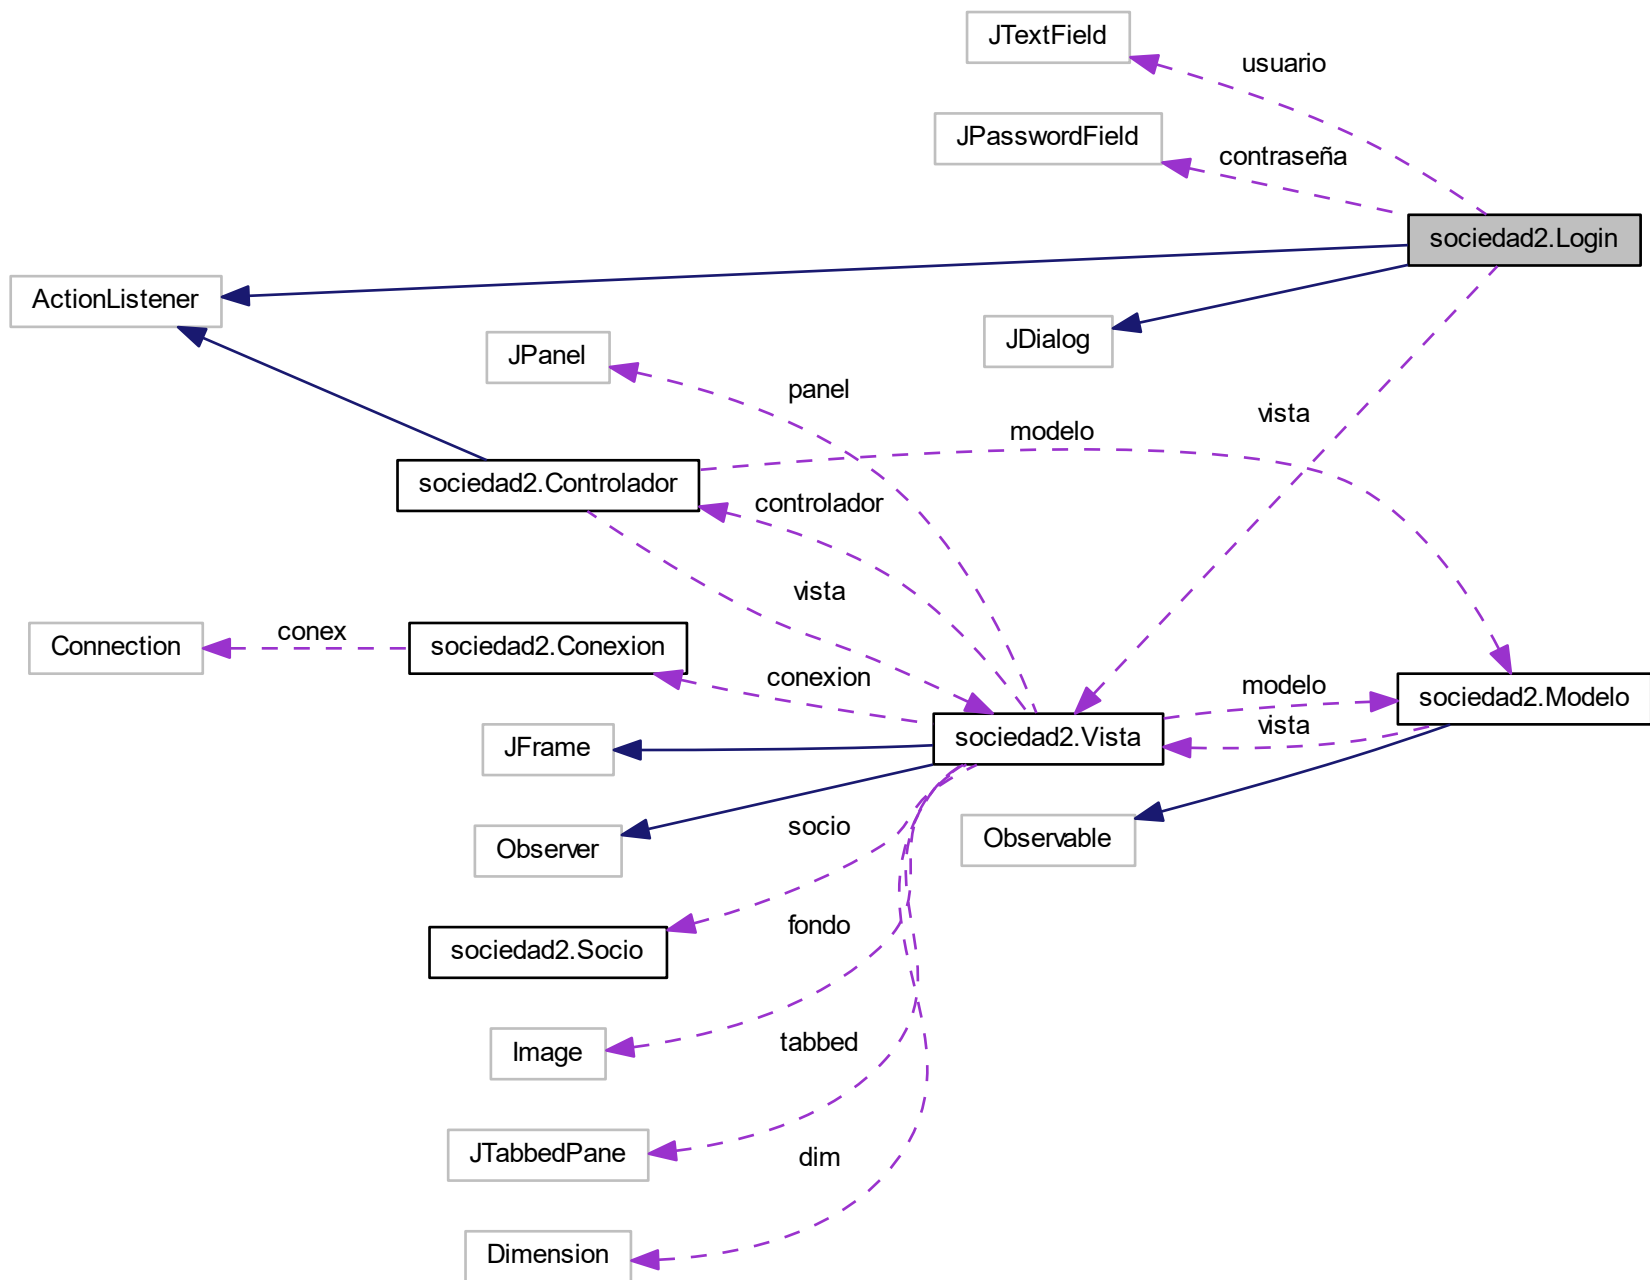 JTextField
usuario
JPasswordField
contraseña
sociedad2.Login
ActionListener
JDialog
JPanel
panel
vista
modelo
sociedad2.Controlador
controlador
vista
Connection
conex
sociedad2.Conexion
conexion
modelo
sociedad2.Modelo
vista
JFrame
sociedad2.Vista
Observer
socio
Observable
sociedad2.Socio
fondo
Image
tabbed
JTabbedPane
dim
Dimension